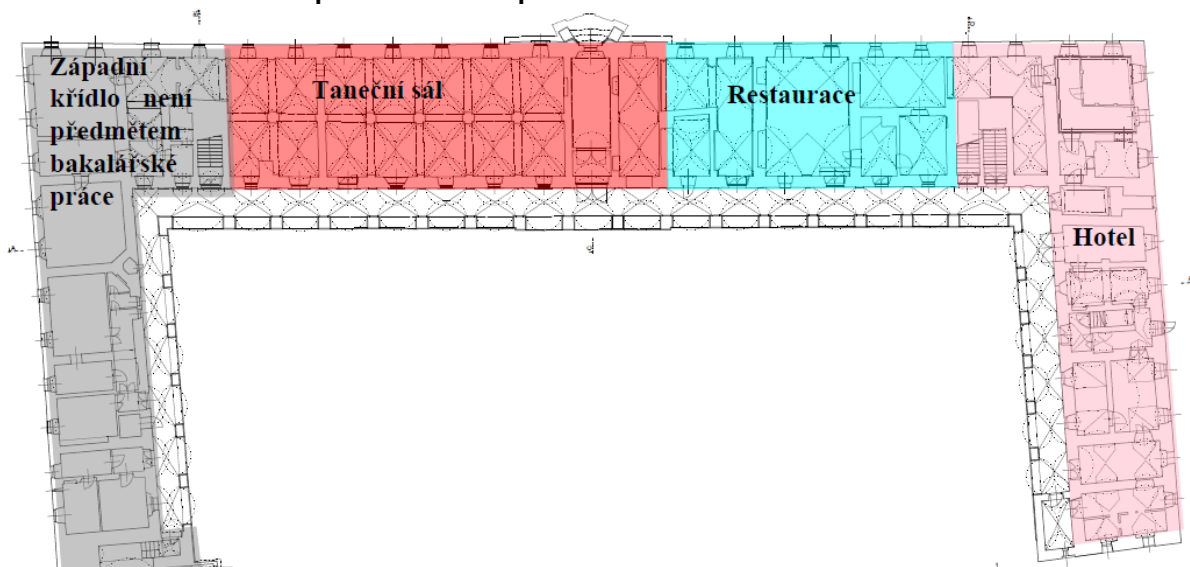 Západní
křídlo není
předmětem
bakalářské
práce
Taneční sál
Restaurace
Hotel